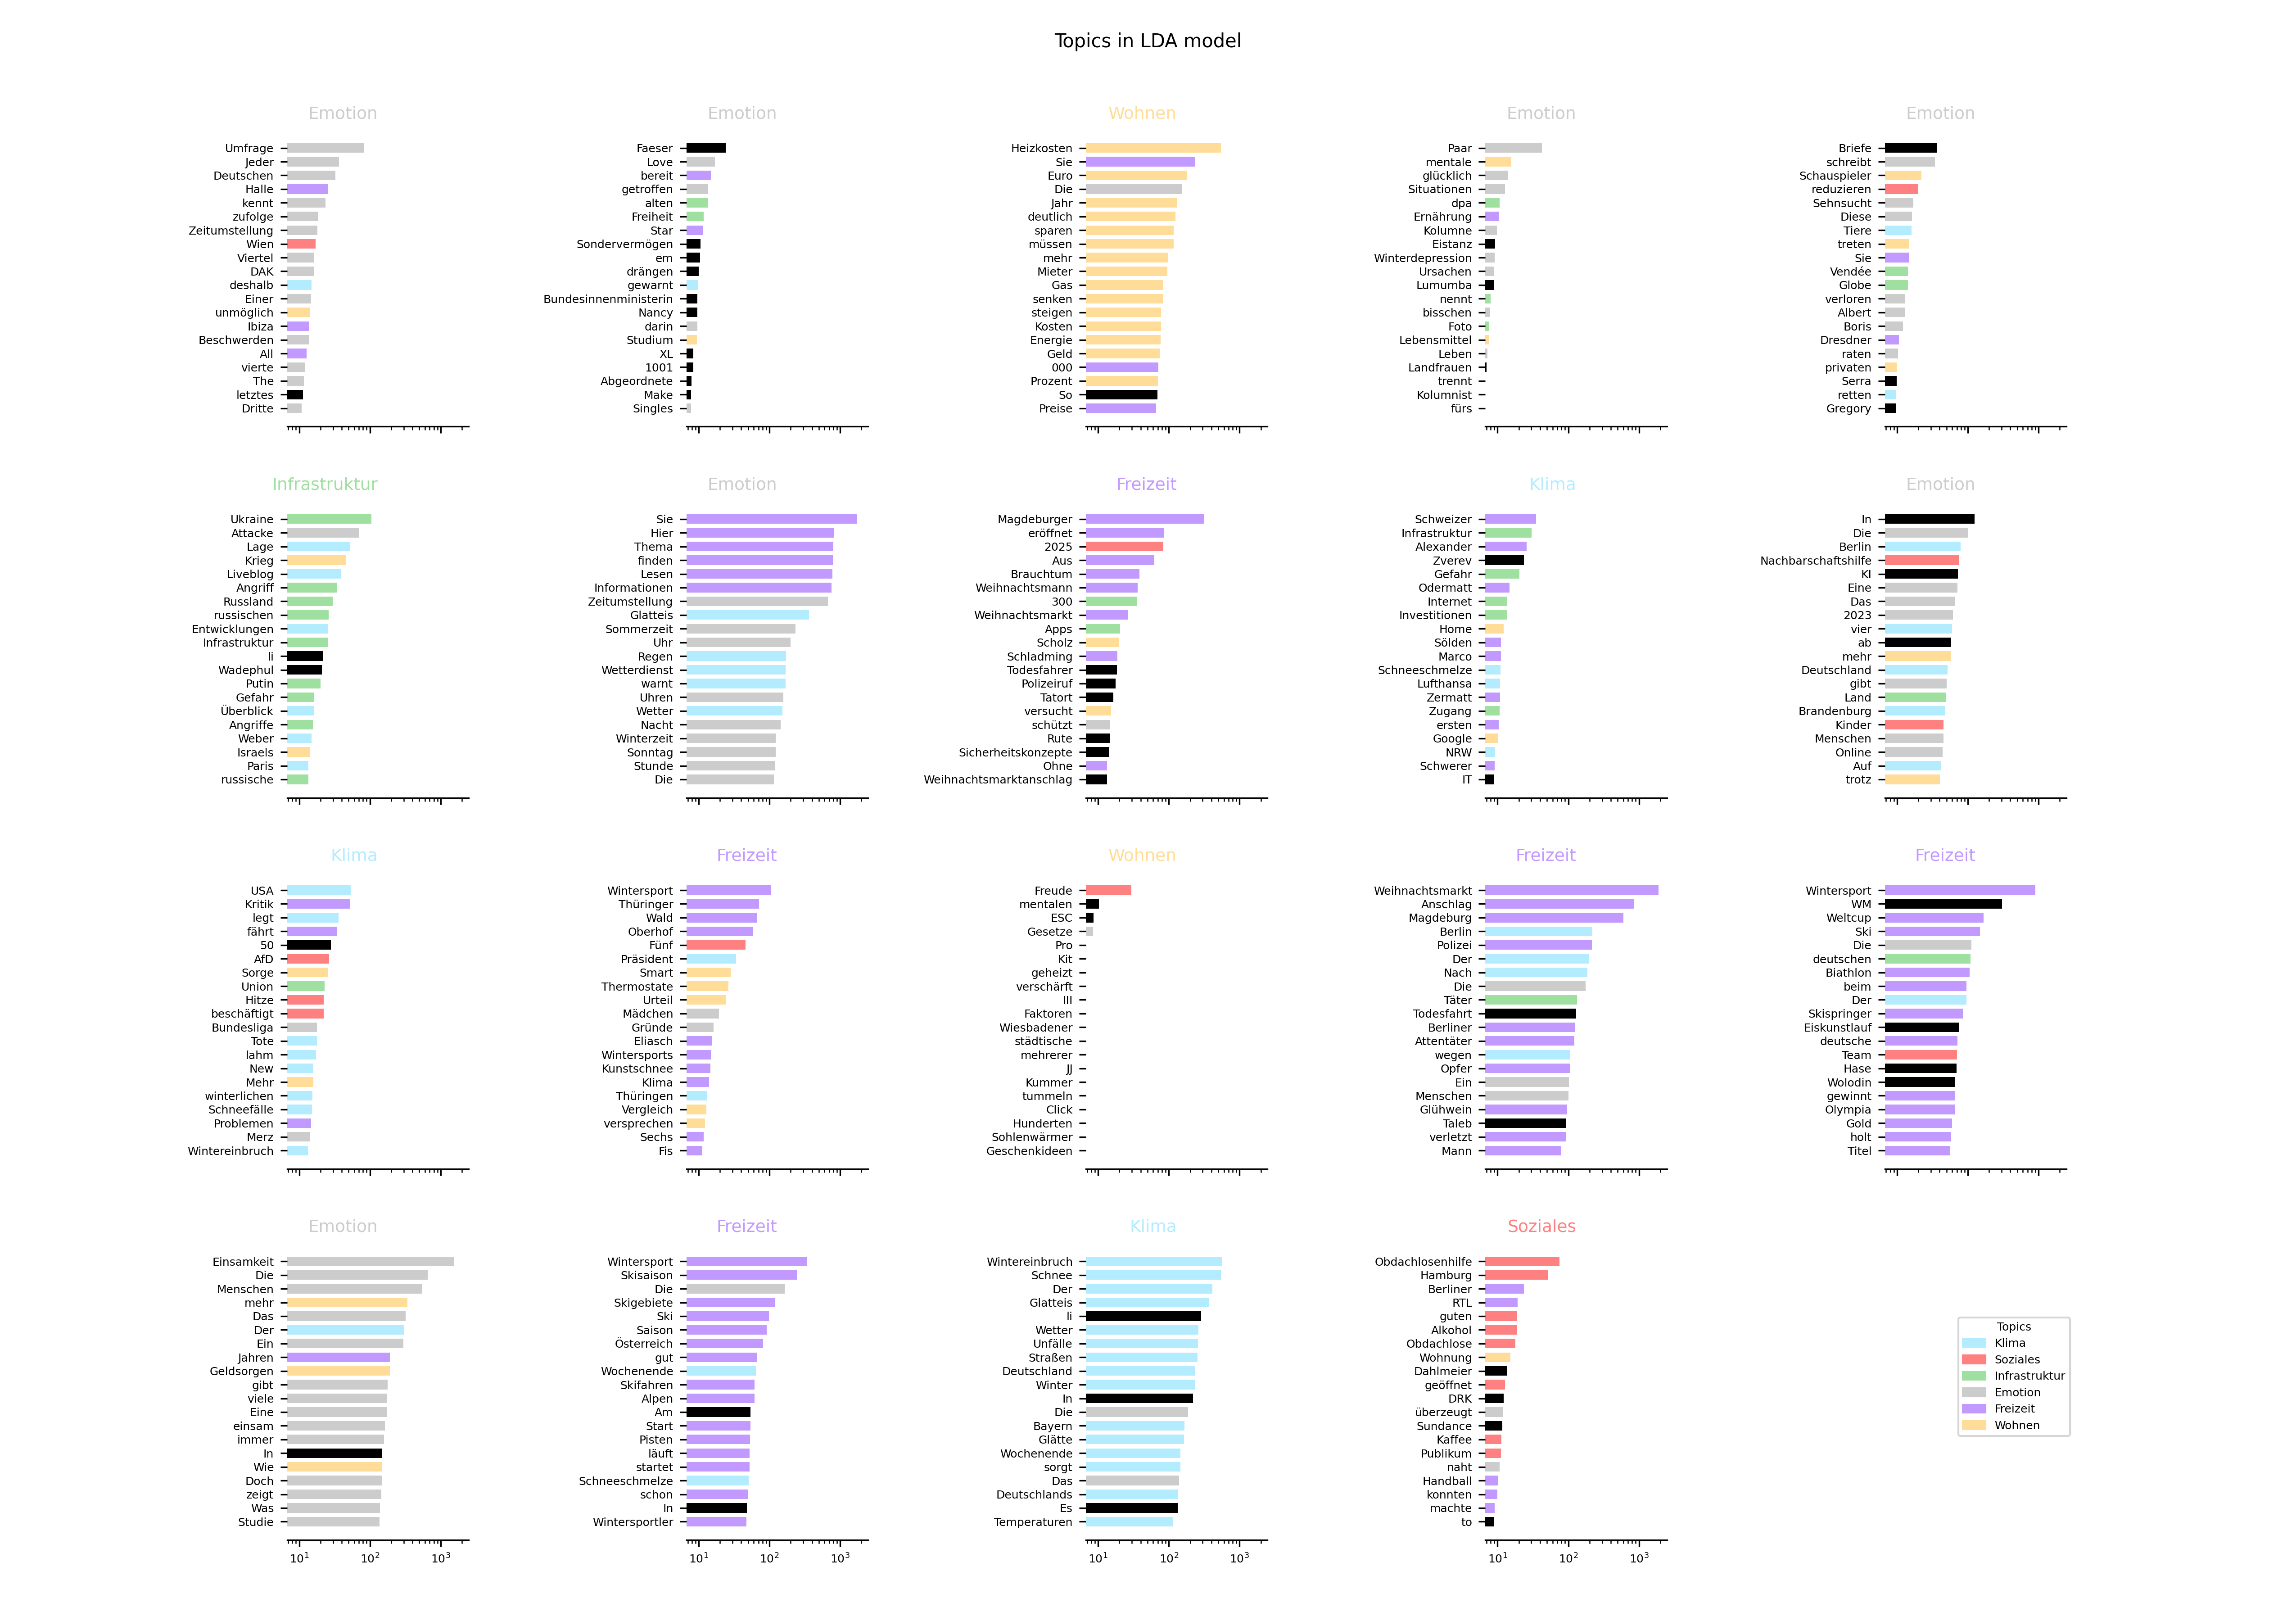 Topics in LDA model
Emotion
Umfrage
Jeder
Deutschen
Halle
kennt
zufolge
Zeitumstellung
Wien
Viertel
DAK
deshalb
Einer
unmöglich
Ibiza
Beschwerden
All
vierte
The
letztes
Dritte
Emotion
Faeser
Love
bereit
getroffen
alten
Freiheit
Star
Sondervermögen
em
drängen
gewarnt
Bundesinnenministerin
Nancy
darin
Studium
XL
1001
Abgeordnete
Make
Singles
Wohnen
Heizkosten
Sie
Euro
Die
Jahr
deutlich
sparen
müssen
mehr
Mieter
Gas
senken
steigen
Kosten
Energie
Geld
000
Prozent
So
Preise
Emotion
Paar
mentale
glücklich
Situationen
dpa
Ernährung
Kolumne
Eistanz
Winterdepression
Ursachen
Lumumba
nennt
bisschen
Foto
Lebensmittel
Leben
Landfrauen
trennt
Kolumnist
fürs
Emotion
Briefe
schreibt
Schauspieler
reduzieren
Sehnsucht
Diese
Tiere
treten
Sie
Vendée
Globe
verloren
Albert
Boris
Dresdner
raten
privaten
Serra
retten
Gregory
Infrastruktur
Ukraine
Attacke
Lage
Krieg
Liveblog
Angriff
Russland
russischen
Entwicklungen
Infrastruktur
li
Wadephul
Putin
Gefahr
Überblick
Angriffe
Weber
Israels
Paris
russische
Emotion
Sie
Hier
Thema
finden
Lesen
Informationen
Zeitumstellung
Glatteis
Sommerzeit
Uhr
Regen
Wetterdienst
warnt
Uhren
Wetter
Nacht
Winterzeit
Sonntag
Stunde
Die
Freizeit
Magdeburger
eröffnet
2025
Aus
Brauchtum
Weihnachtsmann
300
Weihnachtsmarkt
Apps
Scholz
Schladming
Todesfahrer
Polizeiruf
Tatort
versucht
schützt
Rute
Sicherheitskonzepte
Ohne
Weihnachtsmarktanschlag
Klima
Schweizer
Infrastruktur
Alexander
Zverev
Gefahr
Odermatt
Internet
Investitionen
Home
Sölden
Marco
Schneeschmelze
Lufthansa
Zermatt
Zugang
ersten
Google
NRW
Schwerer
IT
Emotion
In
Die
Berlin
Nachbarschaftshilfe
KI
Eine
Das
2023
vier
ab
mehr
Deutschland
gibt
Land
Brandenburg
Kinder
Menschen
Online
Auf
trotz
Klima
USA
Kritik
legt
fährt
50
AfD
Sorge
Union
Hitze
beschäftigt
Bundesliga
Tote
lahm
New
Mehr
winterlichen
Schneefälle
Problemen
Merz
Wintereinbruch
Freizeit
Wintersport
Thüringer
Wald
Oberhof
Fünf
Präsident
Smart
Thermostate
Urteil
Mädchen
Gründe
Eliasch
Wintersports
Kunstschnee
Klima
Thüringen
Vergleich
versprechen
Sechs
Fis
Wohnen
Freude
mentalen
ESC
Gesetze
Pro
Kit
geheizt
verschärft
III
Faktoren
Wiesbadener
städtische
mehrerer
JJ
Kummer
tummeln
Click
Hunderten
Sohlenwärmer
Geschenkideen
Freizeit
Weihnachtsmarkt
Anschlag
Magdeburg
Berlin
Polizei
Der
Nach
Die
Täter
Todesfahrt
Berliner
Attentäter
wegen
Opfer
Ein
Menschen
Glühwein
Taleb
verletzt
Mann
Freizeit
Wintersport
WM
Weltcup
Ski
Die
deutschen
Biathlon
beim
Der
Skispringer
Eiskunstlauf
deutsche
Team
Hase
Wolodin
gewinnt
Olympia
Gold
holt
Titel
Emotion
Einsamkeit
Die
Menschen
mehr
Das
Der
Ein
Jahren
Geldsorgen
gibt
viele
Eine
einsam
immer
In
Wie
Doch
zeigt
Was
Studie
10¹ 10² 10³
Freizeit
Wintersport
Skisaison
Die
Skigebiete
Ski
Saison
Österreich
gut
Wochenende
Skifahren
Alpen
Am
Start
Pisten
läuft
startet
Schneeschmelze
schon
In
Wintersportler
10¹ 10² 10³
Klima
Wintereinbruch
Schnee
Der
Glatteis
li
Wetter
Unfälle
Straßen
Deutschland
Winter
In
Die
Bayern
Glätte
Wochenende
sorgt
Das
Deutschlands
Es
Temperaturen
10¹ 10² 10³
Soziales
Obdachlosenhilfe
Hamburg
Berliner
RTL
guten
Alkohol
Obdachlose
Wohnung
Dahlmeier
geöffnet
DRK
überzeugt
Sundance
Kaffee
Publikum
naht
Handball
konnten
machte
to
10¹ 10² 10³
Topics
Klima
Soziales
Infrastruktur
Emotion
Freizeit
Wohnen